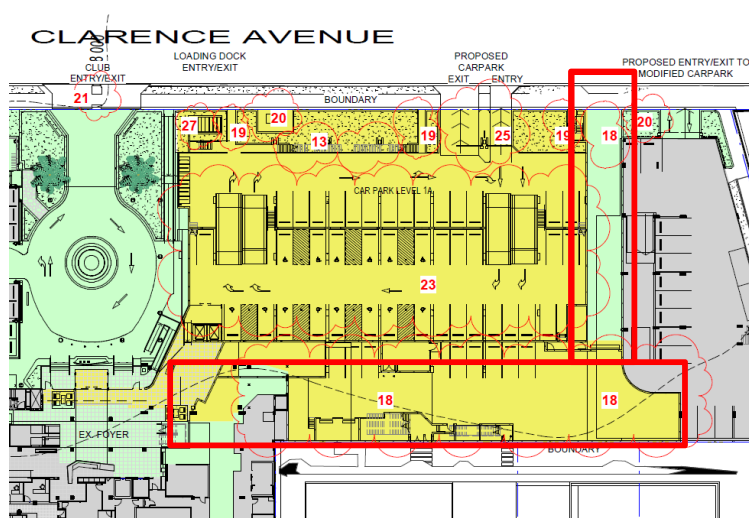 CLARENCE AVENUE
8 000
CLUB
ENTRY/EXIT
LOADING DOCK
ENTRY/EXIT
PROPOSED
CARPARK
EXIT ENTRY
PROPOSED ENTRY/EXIT TO
MODIFIED CARPARK
21
BOUNDARY
27
19
20
13
19
25
19
18
20
CAR PARK LEVEL 1A
23
18
18
EX. FOYER
BOUNDARY